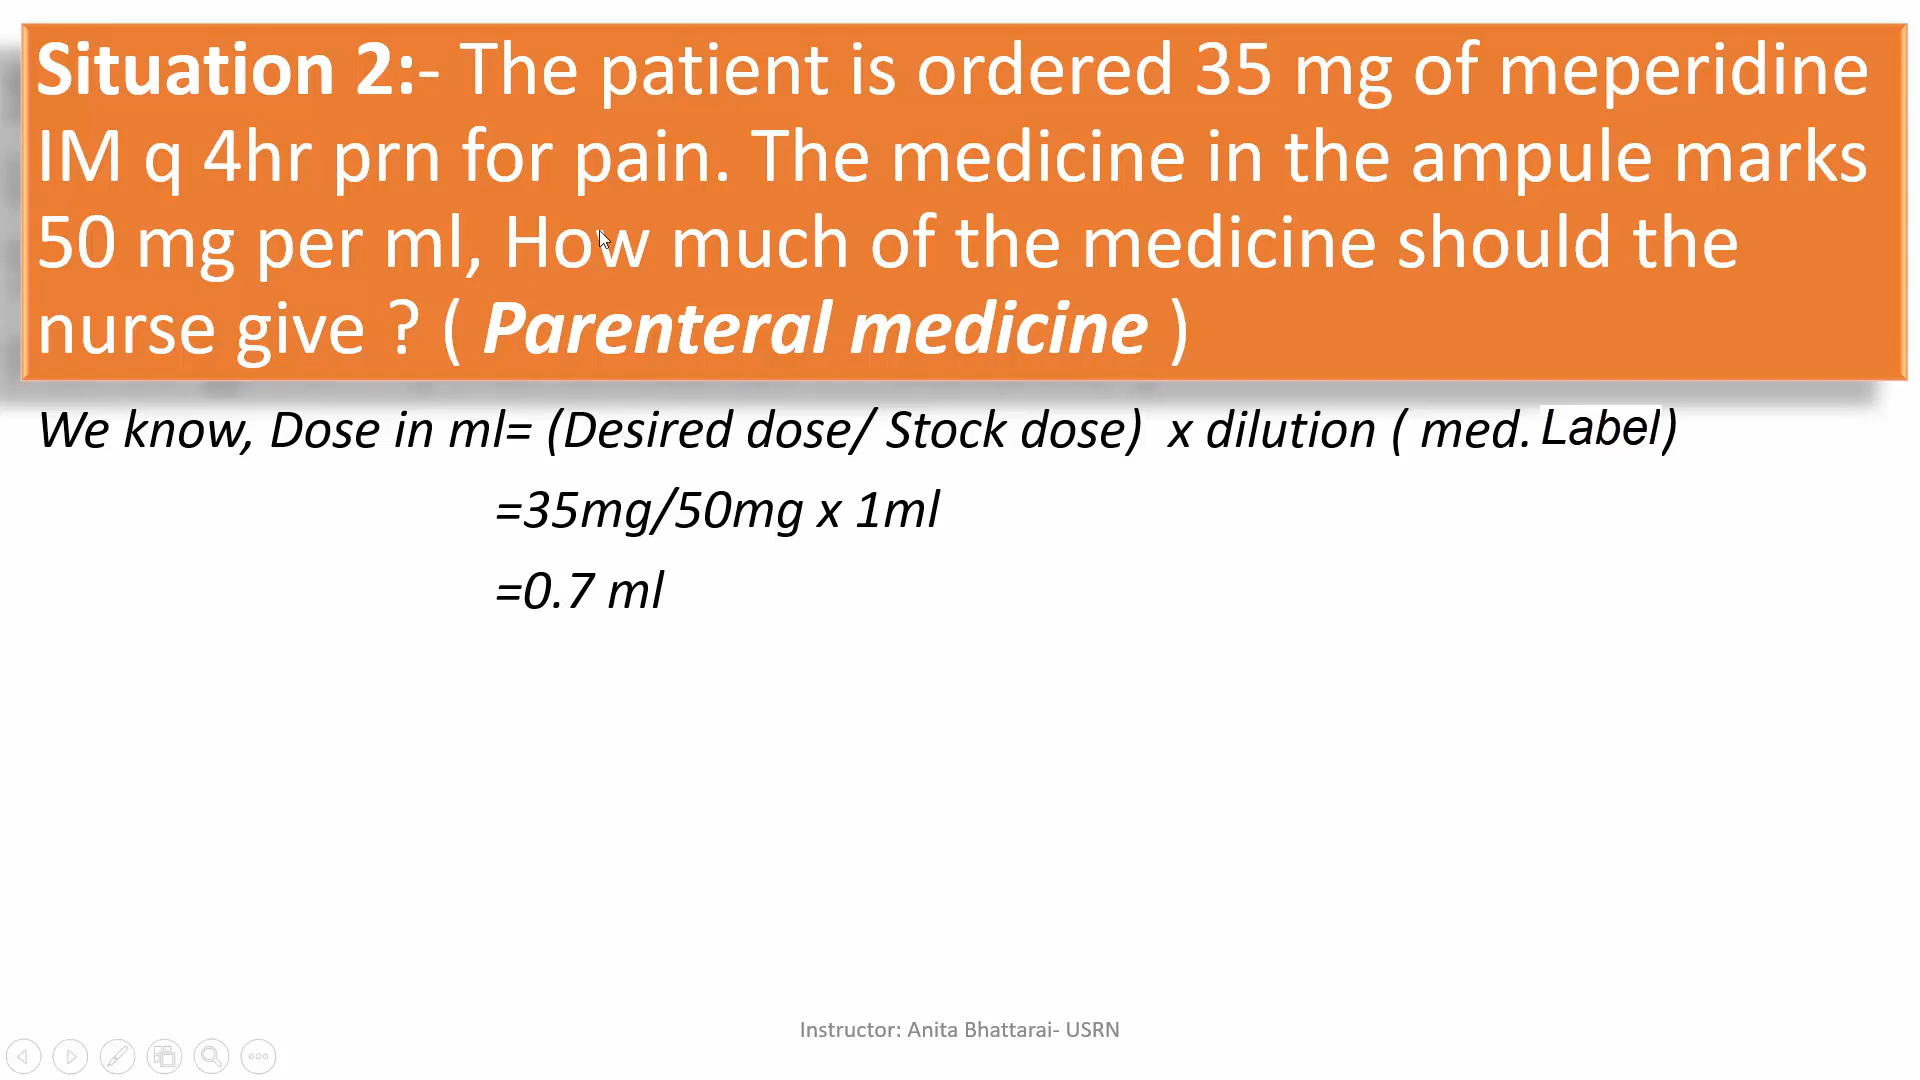 Situation 2:- The patient is ordered 35 mg of meperidine
IM q 4hr prn for pain. The medicine in the ampule marks
50 mg per ml, How much of the medicine should the
nurse give ? ( Parenteral medicine )
We know, Dose in ml= (Desired dose/ Stock dose) x dilution ( med. Label)
=35mg/50mg x 1ml
=0.7 ml
Instructor: Anita Bhattarai- USRN